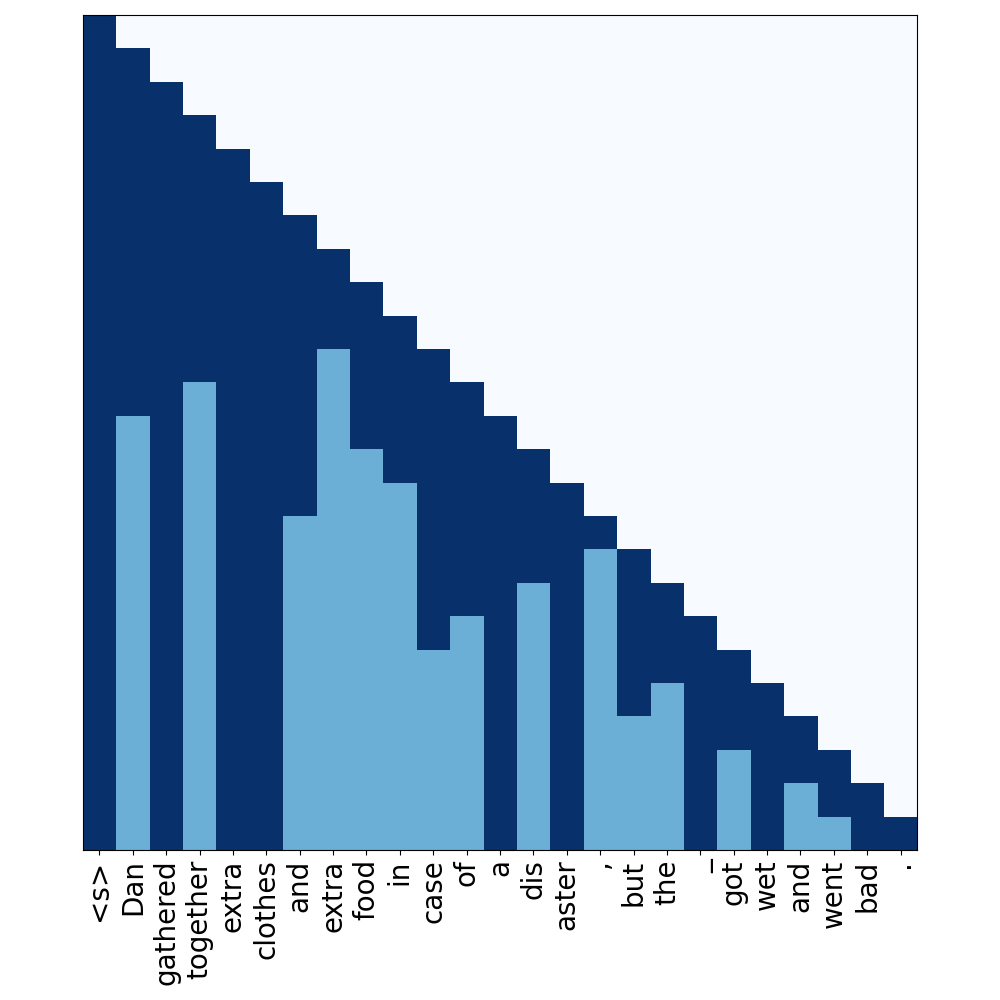 <s>
Dan
gathered
together
extra
clothes
and
extra
food
in
case
of
a
dis
aster
,
but
the
_
got
wet
and
went
bad
.